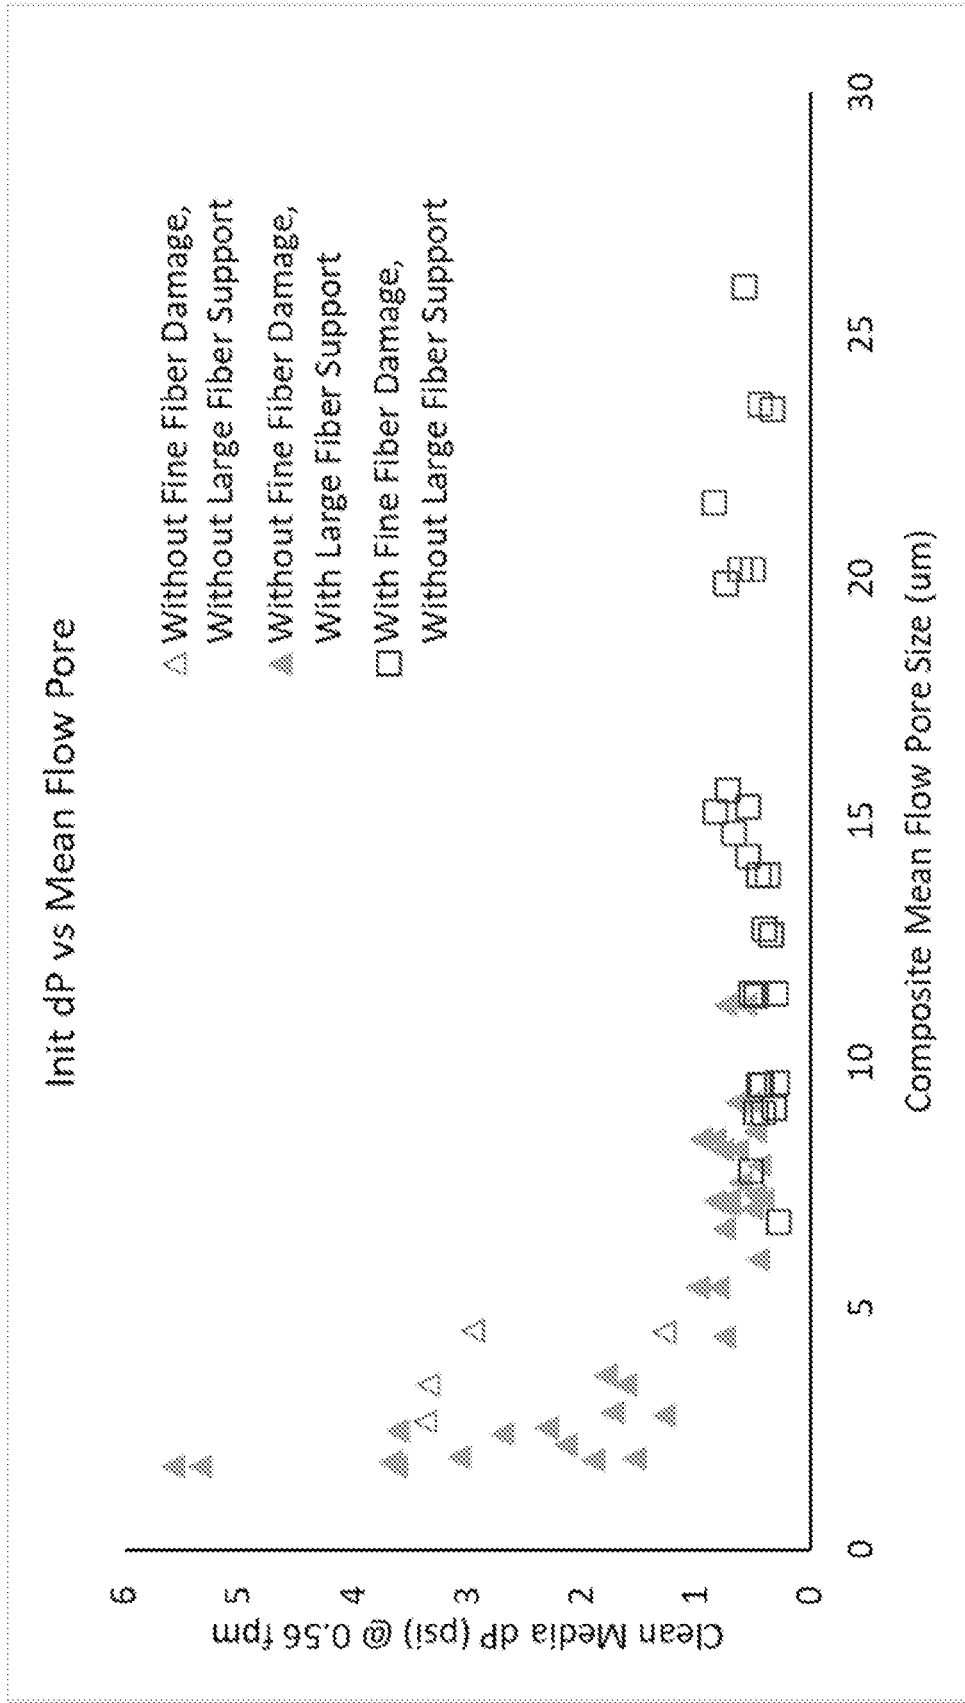 Init dP vs Mean Flow Pore
Without Fine Fiber Damage,
Without Large Fiber Support
Without Fine Fiber Damage,
With Large Fiber Support
With Fine Fiber Damage,
Without Large Fiber Support
Clean Media dP (psi) @ 0.56 fpm
6
5
4
3
2
1
0
0 5 10 15 20 25 30
Composite Mean Flow Pore Size (um)